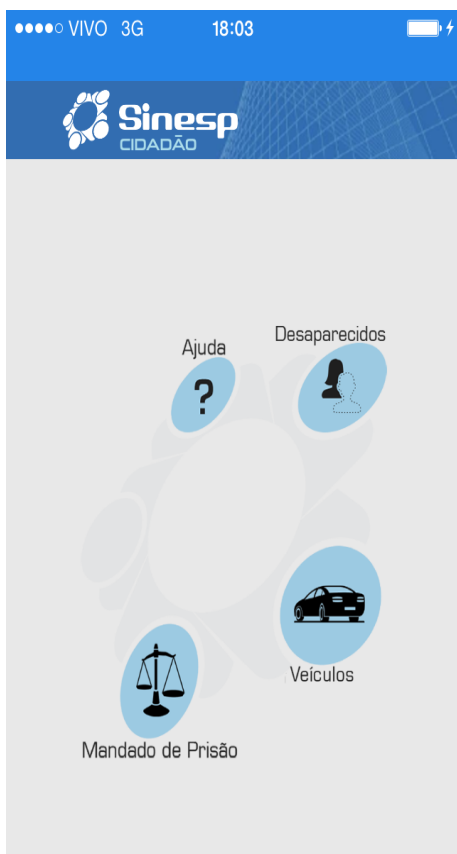 VIVO 3G 18:03
Sinesp
CIDADÃO
Desaparecidos
Ajuda
?
Veículos
Mandado de Prisão